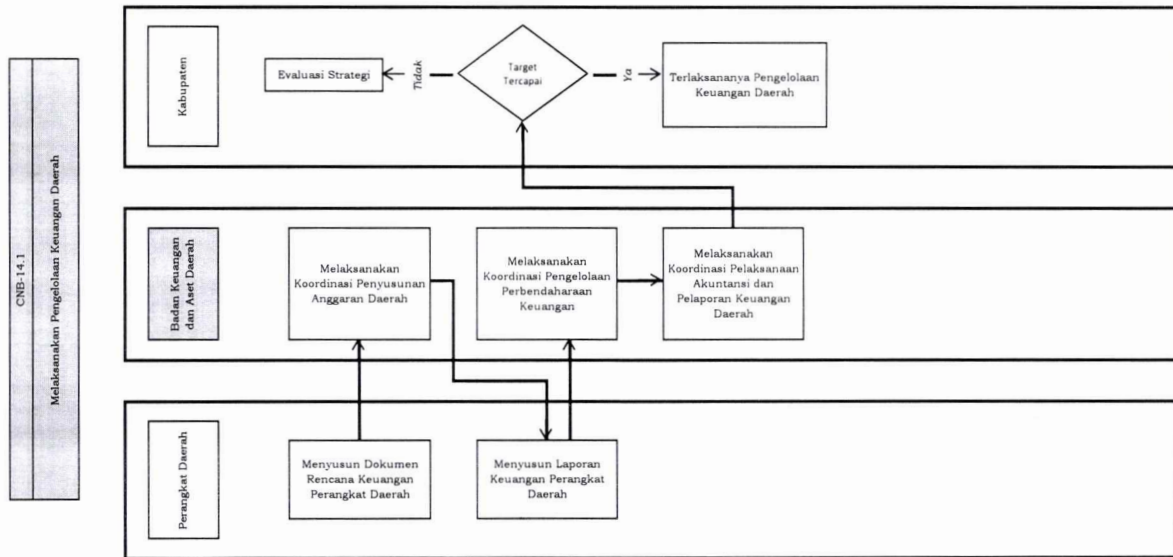 CNB-14.1
Melaksanakan Pengelolaan Keuangan Daerah
Kabupaten
Evaluasi Strategi
Tidak
Target
Tercapai
Ya
Terlaksananya Pengelolaan
Keuangan Daerah
Badan Keuangan
dan Aset Daerah
Melaksanakan
Koordinasi Penyusunan
Anggaran Daerah
Melaksanakan
Koordinasi Pengelolaan
Perbendaharaan
Keuangan
Melaksanakan
Koordinasi Pelaksanaan
Akuntansi dan
Pelaporan Keuangan
Daerah
Perangkat Daerah
Menyusun Dokumen
Rencana Keuangan
Perangkat Daerah
Menyusun Laporan
Keuangan Perangkat
Daerah